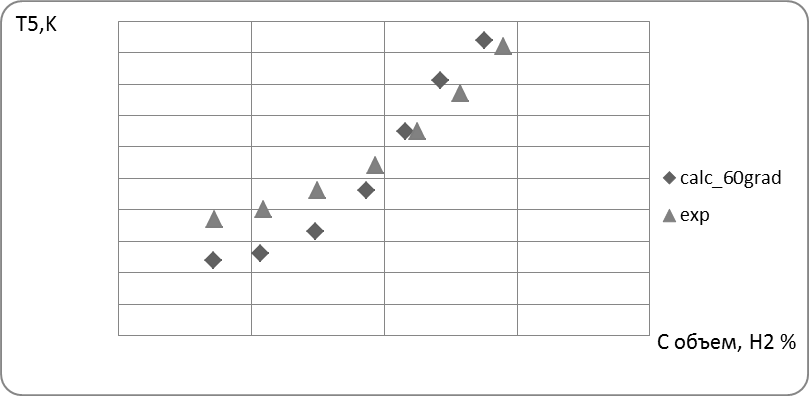 T5,K
calc_60grad
exp
С объем, H2 %